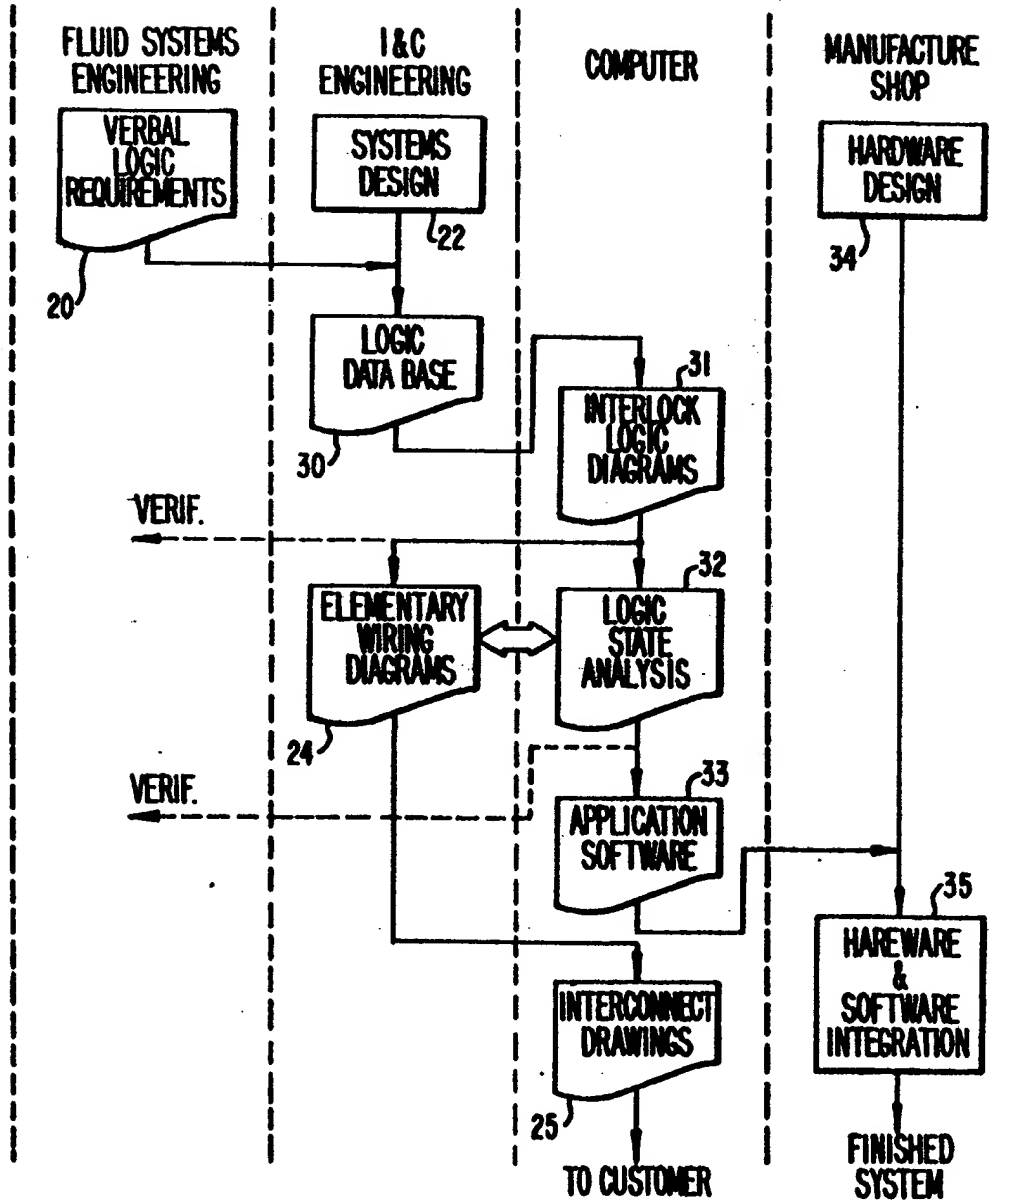 FLUID SYSTEMS
ENGINEERING
I & C
ENGINEERING
COMPUTER
MANUFACTURE
SHOP
VERBAL
LOGIC
REQUIREMENTS
20
SYSTEMS
DESIGN
22
HARDWARE
DESIGN
34
LOGIC
DATA BASE
30
31
INTERLOCK
LOGIC
DIAGRAMS
VERIF.
ELEMENTARY
WIRING
DIAGRAMS
24
32
LOGIC
STATE
ANALYSIS
VERIF.
33
APPLICATION
SOFTWARE
35
HAREWARE
&
SOFTWARE
INTEGRATION
INTERCONNECT
DRAWINGS
25
TO CUSTOMER
FINISHED
SYSTEM